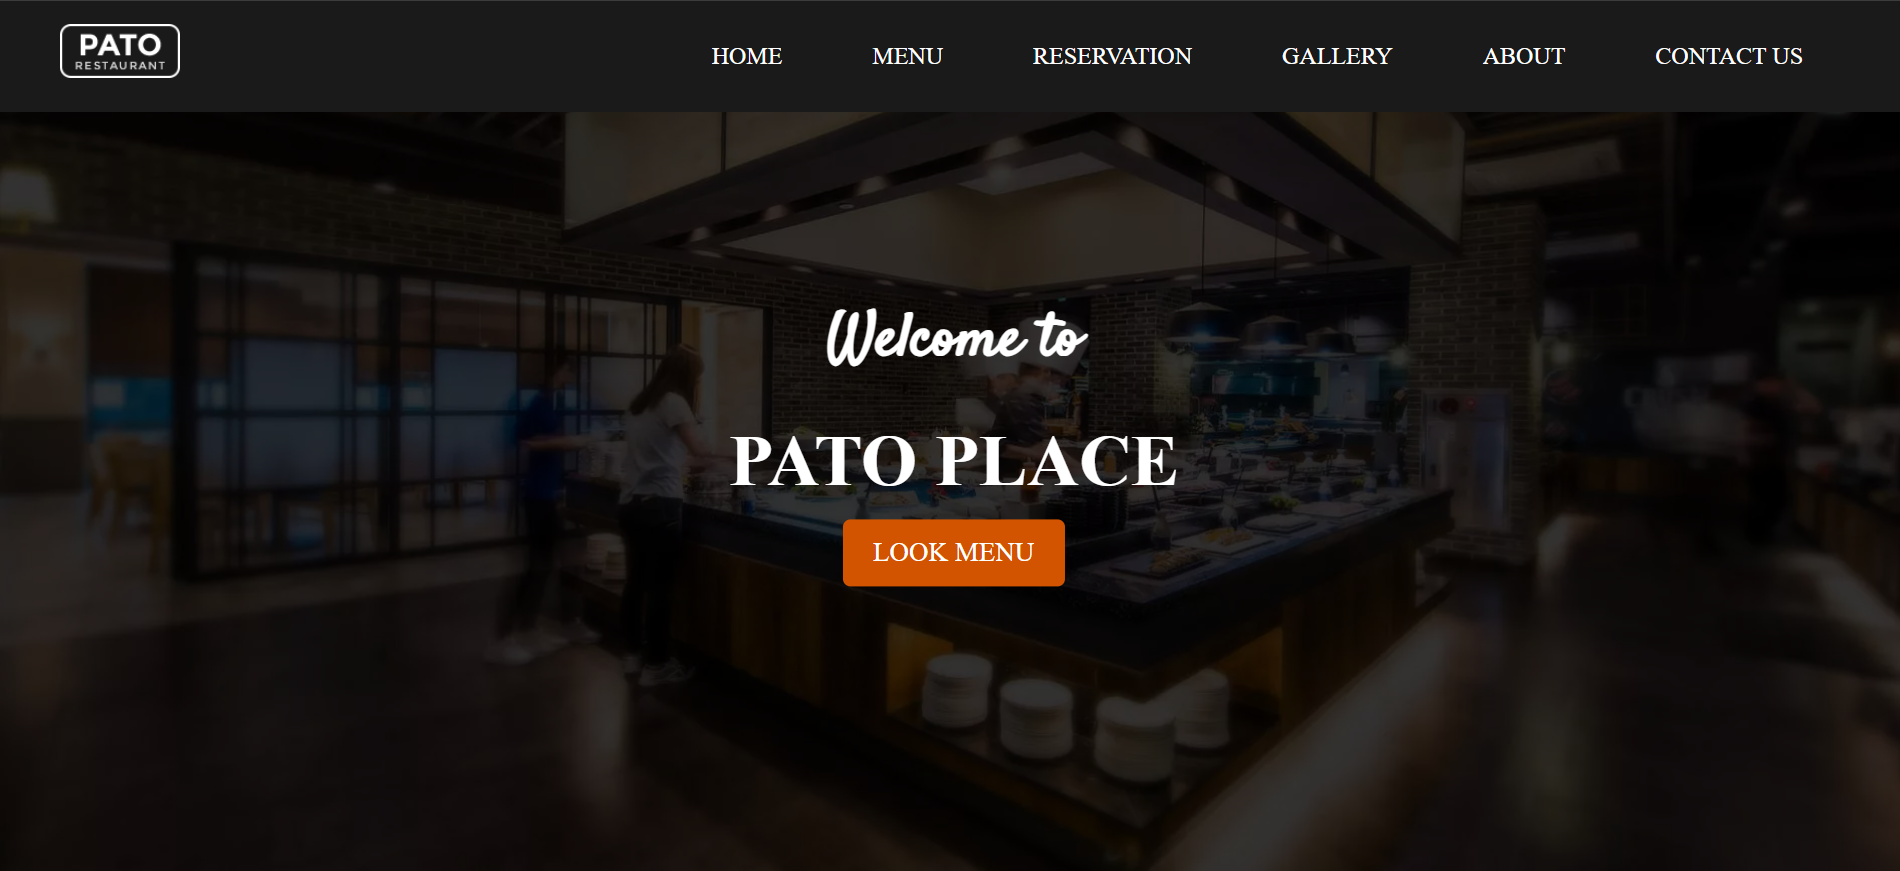 PATO
RESTAURANT
HOME MENU RESERVATION GALLERY ABOUT CONTACT US
Welcome to
PATO PLACE
LOOK MENU